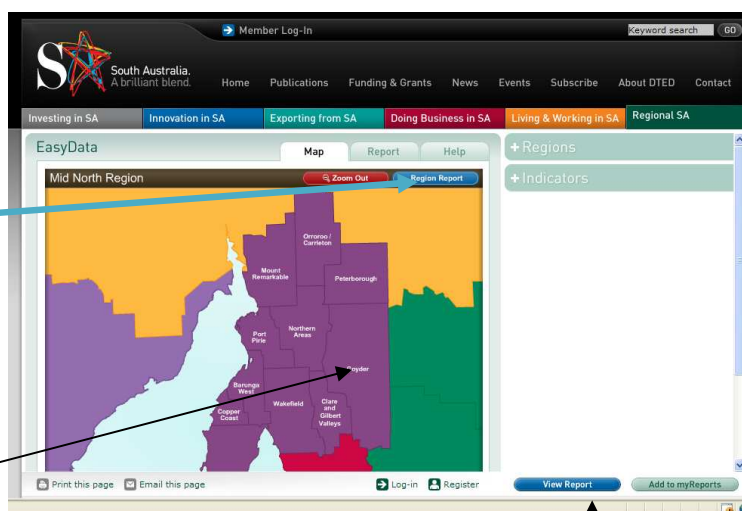 Member Log-In
Keyword search GO
SA
South Australia.
A brilliant blend.
Home Publications Funding & Grants News Events Subscribe About DTED Contact
Investing in SA Innovation in SA Exporting from SA Doing Business in SA Living & Working in SA Regional SA
EasyData
Map Report Help
+ Regions
Mid North Region
Zoom Out Region Report
+ Indicators
Orroroo /
Carrieton
Mount
Remarkable
Peterborough
Port
Pirie
Northern
Areas
Barunga
West
Copper
Coast
Wakefield
Clare
and
Gilbert
Valleys
Print this page Email this page Log-in Register View Report Add to myReports